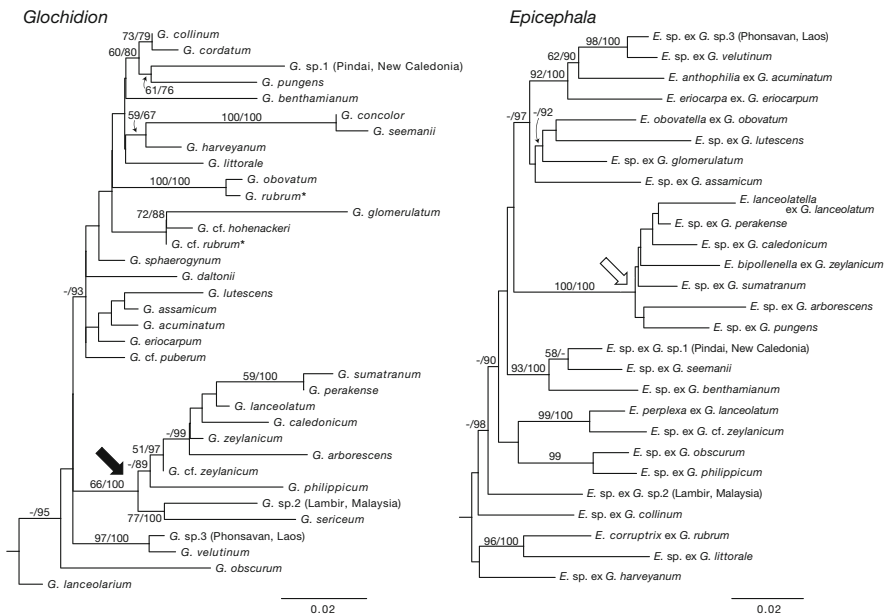 Glochidion
73/79
G. collinum
60/80
G. cordatum
G. sp.1 (Pindai, New Caledonia)
G. pungens
61/76
G. benthamianum
59/67
100/100
G. concolor
G. seemanii
G. harveyanum
G. littorale
100/100
G. obovatum
G. rubrum*
72/88
G. glomerulatum
G. cf. hohenackeri
G. cf. rubrum*
G. sphaerogynum
G. daltonii
-/93
G. lutescens
G. assamicum
G. acuminatum
G. eriocarpum
G. cf. puberum
59/100
G. sumatranum
G. perakense
G. lanceolatum
G. caledonicum
-/99
G. zeylanicum
51/97
G. arborescens
-/89
G. cf. zeylanicum
66/100
G. philippicum
G. sp.2 (Lambir, Malaysia)
77/100
G. sericeum
-/95
97/100
G. sp.3 (Phonsavan, Laos)
G. velutinum
G. obscurum
G. lanceolarium
0.02
Epicephala
98/100
E. sp. ex G. sp.3 (Phonsavan, Laos)
62/90
E. sp. ex G. velutinum
92/100
E. anthophilia ex G. acuminatum
E. eriocarpa ex G. eriocarpum
-/97
-/92
E. obovatella ex G. obovatum
E. sp. ex G. lutescens
E. sp. ex G. glomerulatum
E. sp. ex G. assamicum
E. lanceolatella
ex G. lanceolatum
E. sp. ex G. perakense
E. sp. ex G. caledonicum
E. bipollenella ex G. zeylanicum
100/100
E. sp. ex G. sumatranum
E. sp. ex G. arborescens
E. sp. ex G. pungens
58/-
E. sp. ex G. sp.1 (Pindai, New Caledonia)
-/90
93/100
E. sp. ex G. seemanii
E. sp. ex G. benthamianum
99/100
E. perplexa ex G. lanceolatum
-/98
E. sp. ex G. cf. zeylanicum
99
E. sp. ex G. obscurum
E. sp. ex G. philippicum
E. sp. ex G. sp.2 (Lambir, Malaysia)
E. sp. ex G. collinum
96/100
E. corruptrix ex G. rubrum
E. sp. ex G. littorale
E. sp. ex G. harveyanum
0.02